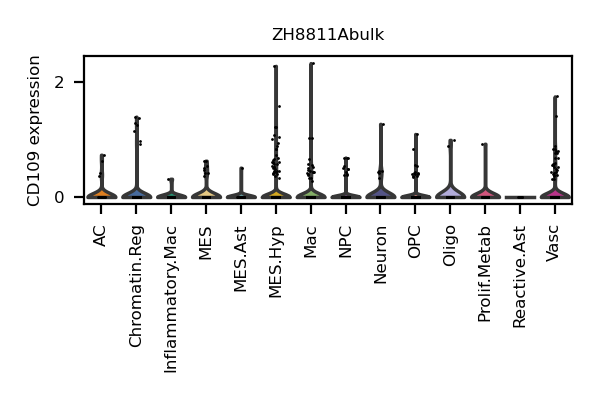 ZH8811Abulk
CD109 expression
2
0
AC
Chromatin.Reg
Inflammatory.Mac
MES
MES.Ast
MES.Hyp
Mac
NPC
Neuron
OPC
Oligo
Prolif.Metab
Reactive.Ast
Vasc